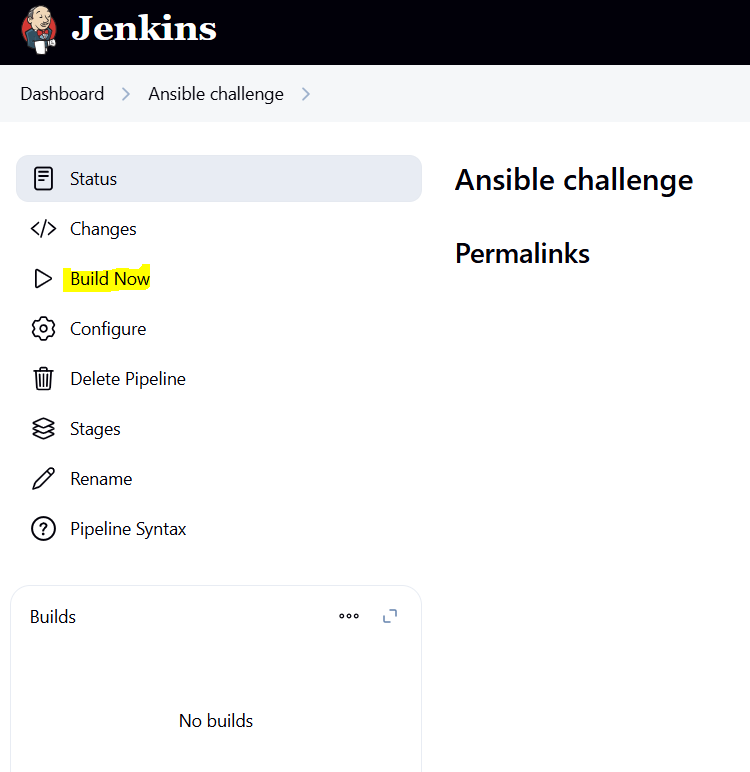 Jenkins
Dashboard
Ansible challenge
Status
Changes
Build Now
Configure
Delete Pipeline
Stages
Rename
Pipeline Syntax
Builds
No builds
Ansible challenge
Permalinks